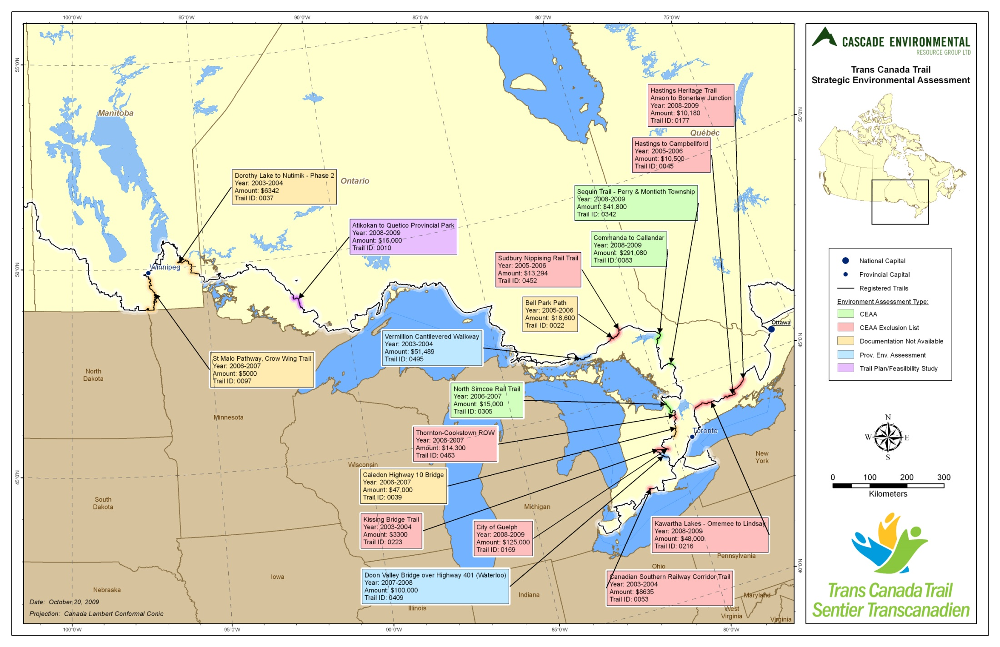 100°0'W
95°0'W
90°0'W
85°0'W
80°0'W
75°0'W
55°0'N
50°0'N
45°0'N
50°0'N
45°0'N
40°0'N
Manitoba
Ontario
Québec
Winnipeg
Ottawa
Toronto
Hastings Heritage Trail
Anson to Bonerlaw Junction
Year: 2008-2009
Amount: $10,180
Trail ID: 0177
Hastings to Campbellford
Year: 2005-2006
Amount: $10,500
Trail ID: 0045
Dorothy Lake to Nutimik - Phase 2
Year: 2003-2004
Amount: $6342
Trail ID: 0037
Sequin Trail - Perry & Montieth Township
Year: 2008-2009
Amount: $41,800
Trail ID: 0342
Atikokan to Quetico Provincial Park
Year: 2008-2009
Amount: $16,000
Trail ID: 0010
Commanda to Callandar
Year: 2008-2009
Amount: $291,080
Trail ID: 0083
Sudbury Nippising Rail Trail
Year: 2005-2006
Amount: $13,294
Trail ID: 0452
Bell Park Path
Year: 2005-2006
Amount: $18,600
Trail ID: 0022
Vermillion Cantilevered Walkway
Year: 2003-2004
Amount: $51,489
Trail ID: 0495
St Malo Pathway, Crow Wing Trail
Year: 2006-2007
Amount: $5000
Trail ID: 0097
North Simcoe Rail Trail
Year: 2006-2007
Amount: $15,000
Trail ID: 0305
Thornton-Cookstown ROW
Year: 2006-2007
Amount: $14,300
Trail ID: 0463
Caledon Highway 10 Bridge
Year: 2006-2007
Amount: $47,000
Trail ID: 0039
Kissing Bridge Trail
Year: 2003-2004
Amount: $3300
Trail ID: 0223
City of Guelph
Year: 2008-2009
Amount: $125,000
Trail ID: 0169
Kawartha Lakes - Omemee to Lindsay
Year: 2008-2009
Amount: $48,000
Trail ID: 0216
Doon Valley Bridge over Highway 401 (Waterloo)
Year: 2007-2008
Amount: $100,000
Trail ID: 0409
Canadian Southern Railway Corridor Trail
Year: 2003-2004
Amount: $8635
Trail ID: 0053
North
Dakota
Minnesota
Wisconsin
Michigan
New
York
South
Dakota
Iowa
Nebraska
Illinois
Indiana
Ohio
Pennsylvania
Maryland
West
Virginia
Virginia
Date: October 20, 2009
Projection: Canada Lambert Conformal Conic
100°0'W
95°0'W
90°0'W
85°0'W
80°0'W
CASCADE ENVIRONMENTAL
RESOURCE GROUP LTD
Trans Canada Trail
Strategic Environmental Assessment
National Capital
Provincial Capital
Registered Trails
Environment Assessment Type:
CEAA
CEAA Exclusion List
Documentation Not Available
Prov. Env. Assessment
Trail Plan/Feasilbility Study
N
W
E
S
0 100 200 300
Kilometers
Trans Canada Trail
Sentier Transcanadien